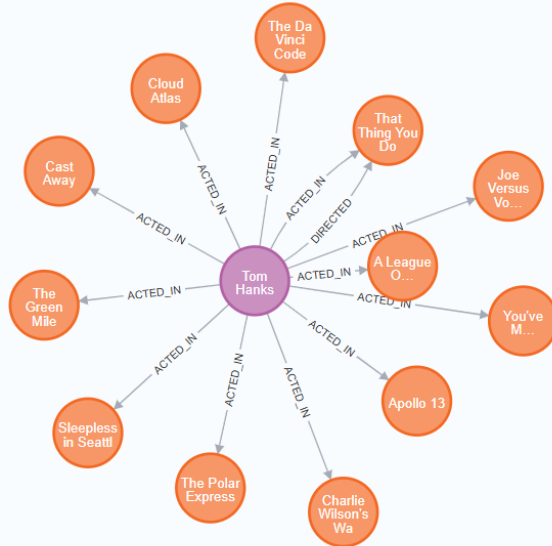 The Da
Vinci
Code
Cloud
Atlas
That
Thing You
Do
Cast
Away
Joe
Versus
Vo...
ACTED_IN
ACTED_IN
ACTED_IN
DIRECTED
ACTED_IN
ACTED_IN
A League
O...
Tom
Hanks
ACTED_IN
The
Green
Mile
ACTED_IN
ACTED_IN
You've
M...
ACTED_IN
ACTED_IN
ACTED_IN
ACTED_IN
Apollo 13
Sleepless
in Seattl
The Polar
Express
Charlie
Wilson's
Wa